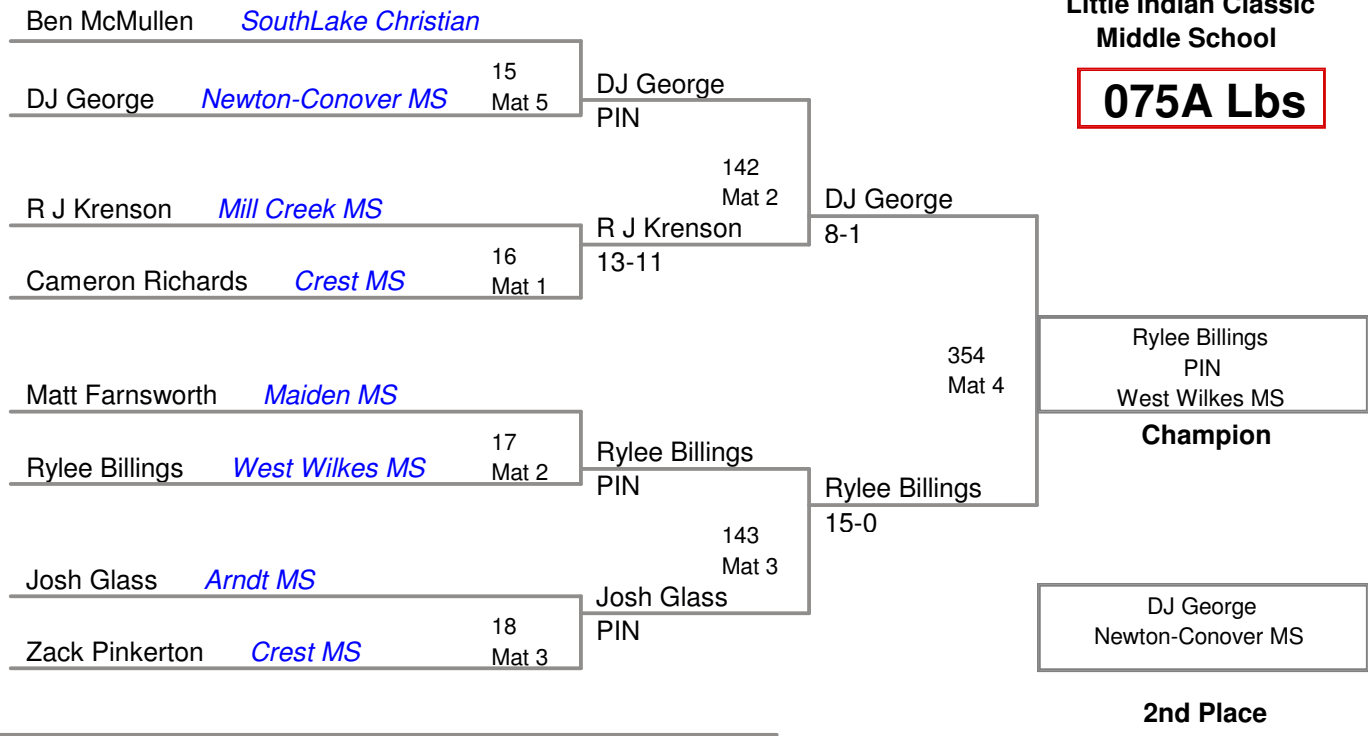 Little Indian Classic
Middle School
075A Lbs
Ben McMullen SouthLake Christian
DJ George Newton-Conover MS
15
Mat 5
DJ George
PIN
R J Krenson Mill Creek MS
Cameron Richards Crest MS
16
Mat 1
R J Krenson
13-11
142
Mat 2
DJ George
8-1
Matt Farnsworth Maiden MS
Rylee Billings West Wilkes MS
17
Mat 2
Rylee Billings
PIN
Josh Glass Arndt MS
Zack Pinkerton Crest MS
18
Mat 3
Josh Glass
PIN
143
Mat 3
Rylee Billings
15-0
354
Mat 4
Rylee Billings
PIN
West Wilkes MS
Champion
DJ George
Newton-Conover MS
2nd Place